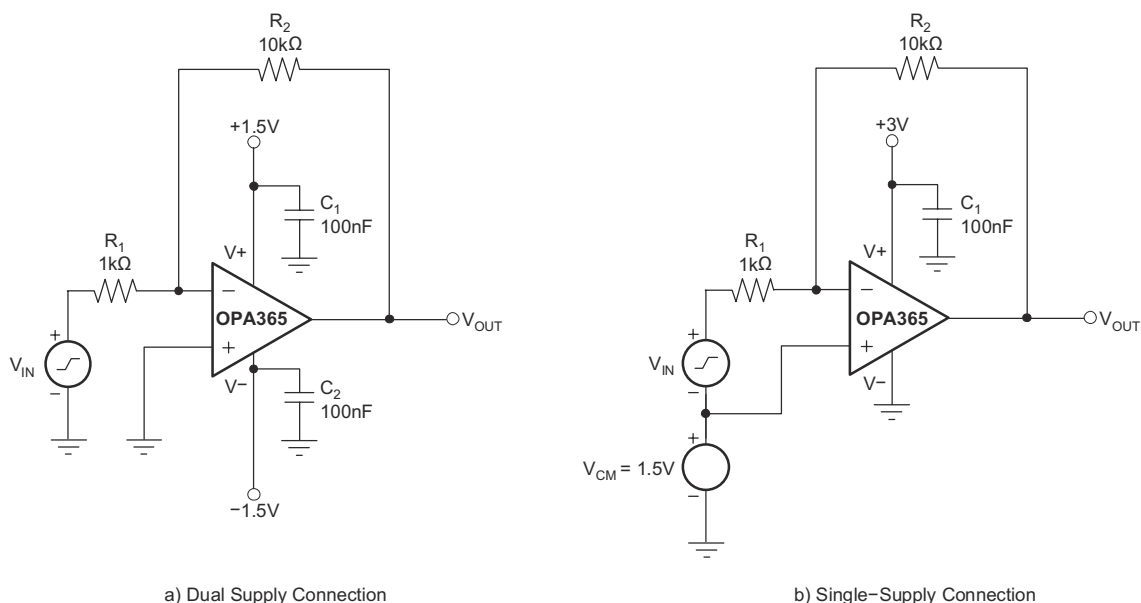 R2
10kΩ
+1.5V
C1
100nF
R1
1kΩ
V+
−
OPA365
+
VOUT
+
VIN
−
V−
C2
100nF
−1.5V
a) Dual Supply Connection
R2
10kΩ
+3V
C1
100nF
R1
1kΩ
V+
−
OPA365
+
VOUT
+
VIN
−
V−
+
VCM = 1.5V
−
b) Single−Supply Connection